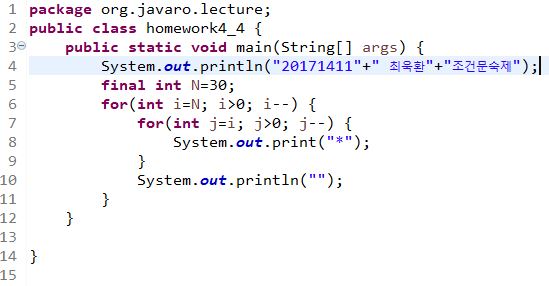 1 package org.javaro.lecture;
2 public class homework4_4 {
3 public static void main(String[] args) {
4 System.out.println("20171411"+" 최욱환"+"조건문숙제");
5 final int N=30;
6 for(int i=N; i>0; i--) {
7 for(int j=i; j>0; j--) {
8 System.out.print("*");
9 }
10 System.out.println("");
11 }
12 }
13
14 }
15